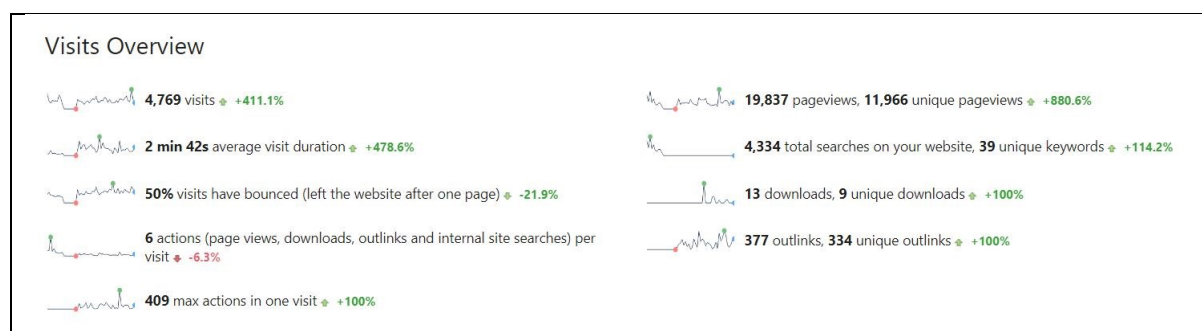 Visits Overview
4,769 visits +411.1%
2 min 42s average visit duration +478.6%
50% visits have bounced (left the website after one page) -21.9%
6 actions (page views, downloads, outlinks and internal site searches) per
visit -6.3%
409 max actions in one visit +100%
19,837 pageviews, 11,966 unique pageviews +880.6%
4,334 total searches on your website, 39 unique keywords +114.2%
13 downloads, 9 unique downloads +100%
377 outlinks, 334 unique outlinks +100%